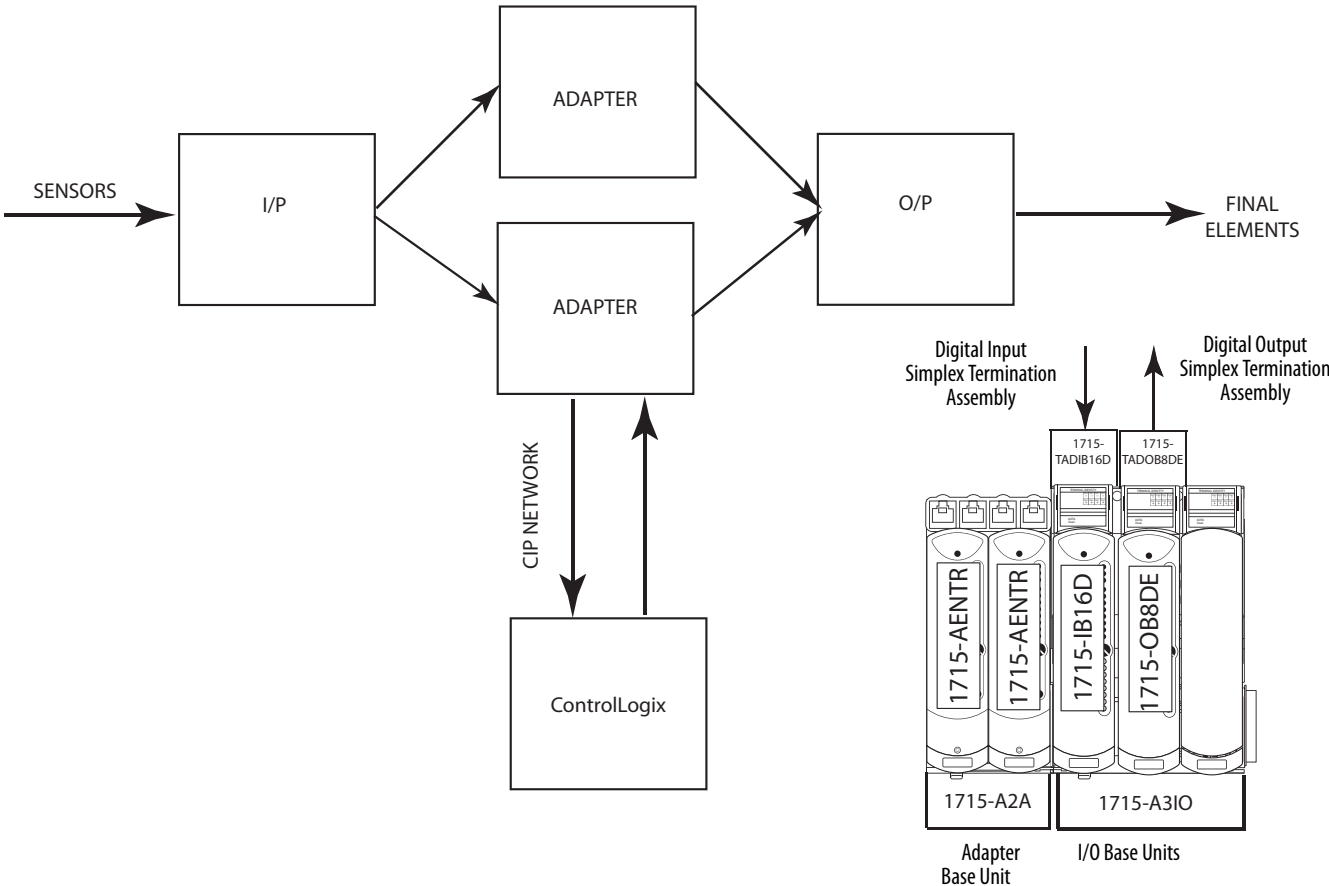 ADAPTER
SENSORS
I/P
O/P
FINAL
ELEMENTS
ADAPTER
CIP NETWORK
ControlLogix
Digital Input
Simplex Termination
Assembly
Digital Output
Simplex Termination
Assembly
1715-
TADIB16D
1715-
TADOB8DE
1715-AENTR
1715-AENTR
1715-IB16D
1715-OB8DE
1715-A2A
1715-A3IO
Adapter
Base Unit
I/O Base Units